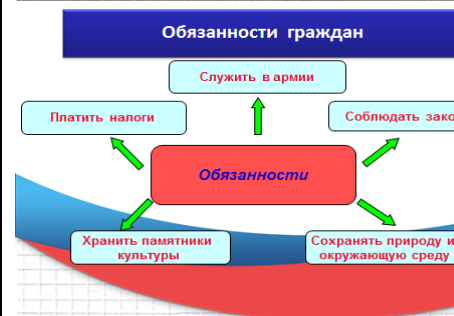 Обязанности граждан
Служить в армии
Платить налоги
Соблюдать зако
Обязанности
Хранить памятники
культуры
Сохранять природу и
окружающую среду